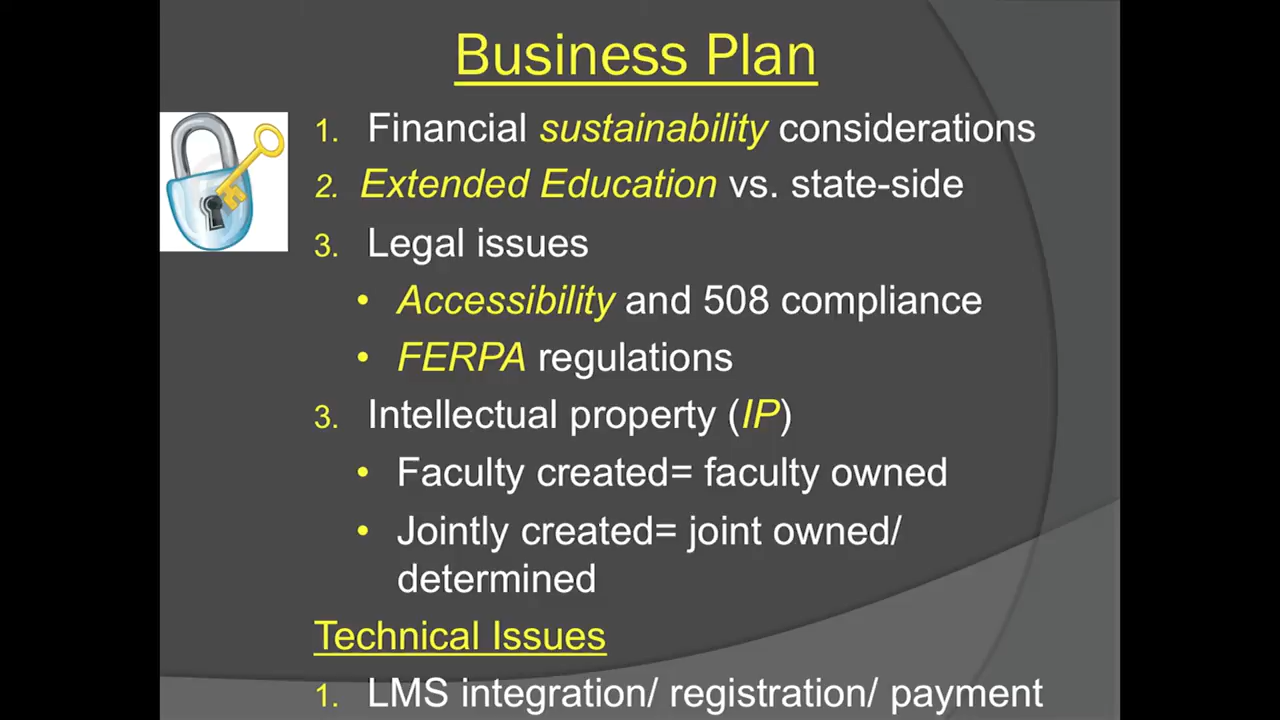 Business Plan
1. Financial sustainability considerations
2. Extended Education vs. state-side
3. Legal issues
• Accessibility and 508 compliance
• FERPA regulations
3. Intellectual property (IP)
• Faculty created= faculty owned
• Jointly created= joint owned/
determined
Technical Issues
1. LMS integration/ registration/ payment